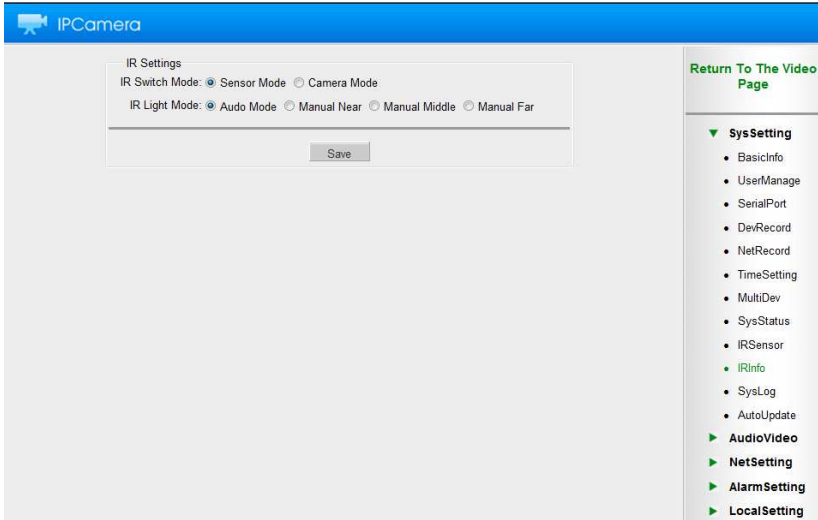 IPCamera
IR Settings
IR Switch Mode: Sensor Mode Camera Mode
IR Light Mode: Audo Mode Manual Near Manual Middle Manual Far
Save
Return To The Video
Page
SysSetting
BasicInfo
UserManage
SerialPort
DevRecord
NetRecord
TimeSetting
MultiDev
SysStatus
IRSensor
IRInfo
SysLog
AutoUpdate
AudioVideo
NetSetting
AlarmSetting
LocalSetting